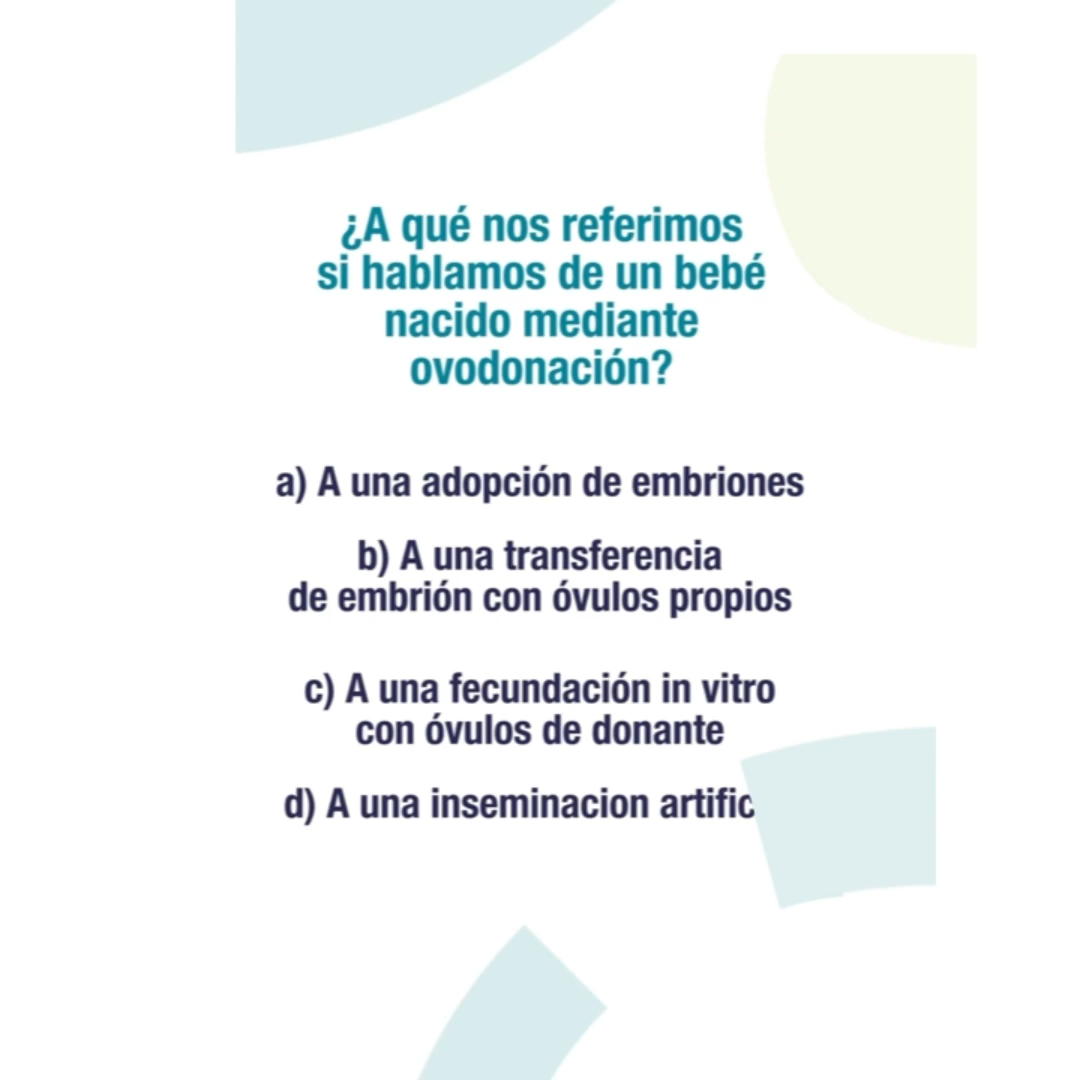 ¿A qué nos referimos
si hablamos de un bebé
nacido mediante
ovodonación?
a) A una adopción de embriones
b) A una transferencia
de embrión con óvulos propios
c) A una fecundación in vitro
con óvulos de donante
d) A una inseminacion